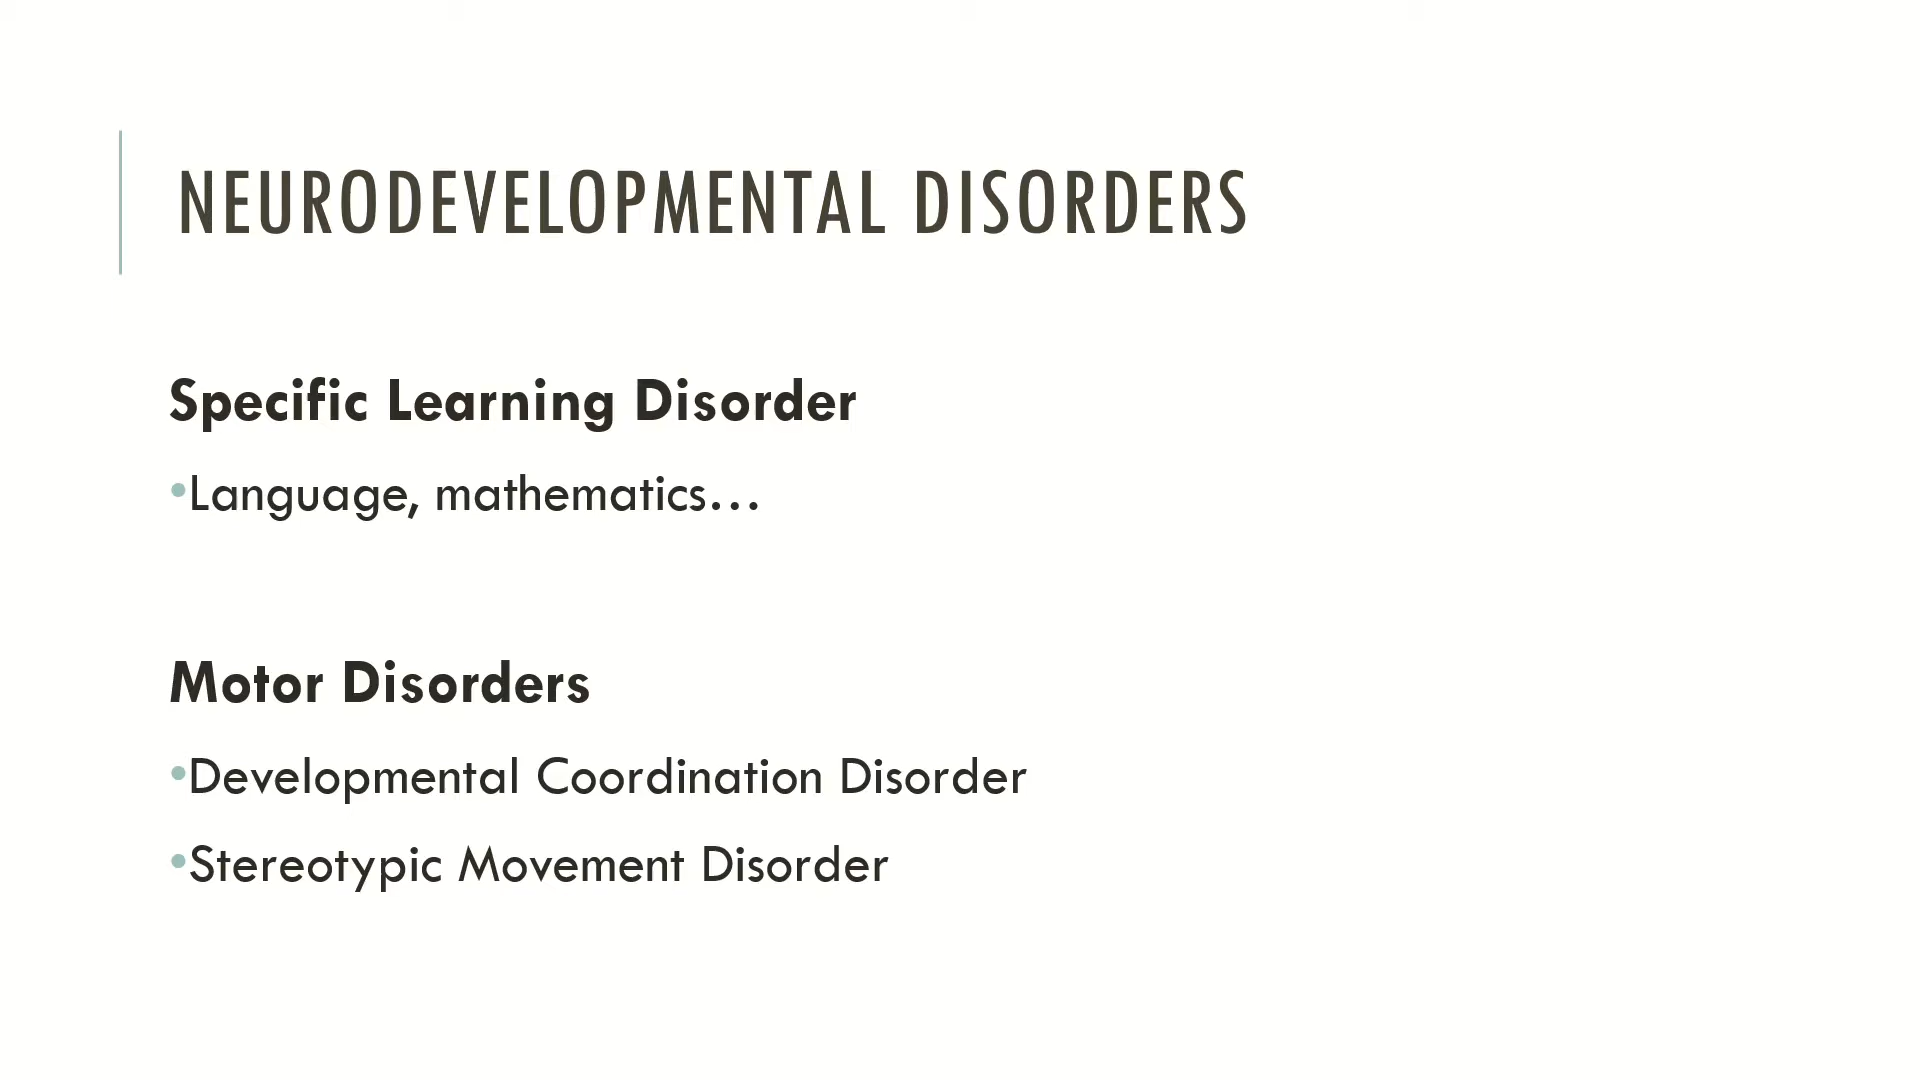 NEURODEVELOPMENTAL DISORDERS
Specific Learning Disorder
•Language, mathematics…
Motor Disorders
•Developmental Coordination Disorder
•Stereotypic Movement Disorder